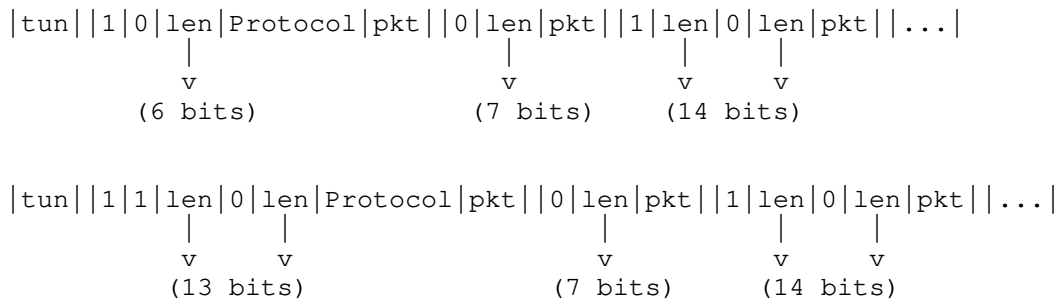 |tun||1|0|len|Protocol|pkt||0|len|pkt||1|len|0|len|pkt||...|
| | | |
v v v v
(6 bits) (7 bits) (14 bits)
|tun||1|1|len|0|len|Protocol|pkt||0|len|pkt||1|len|0|len|pkt||...|
| | | | |
v v v v v
(13 bits) (7 bits) (14 bits)